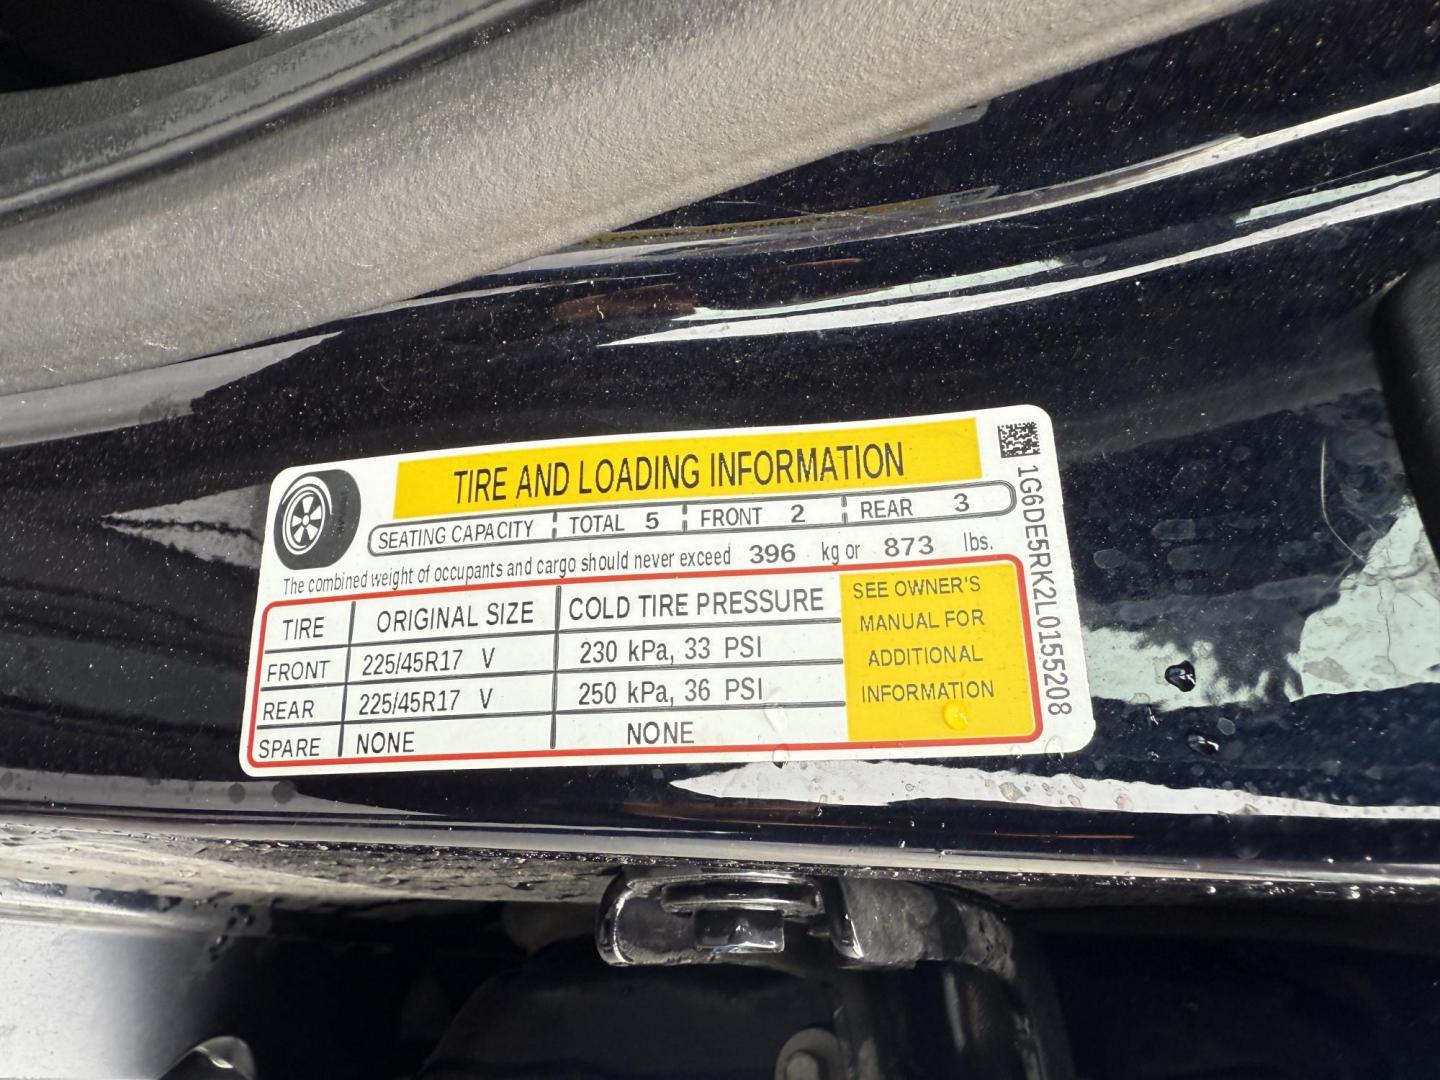 TIRE AND LOADING INFORMATION
SEATING CAPACITY TOTAL 5 FRONT 2 REAR 3
The combined weight of occupants and cargo should never exceed 396 kg or 873 lbs.
TIRE ORIGINAL SIZE COLD TIRE PRESSURE
FRONT 225/45R17 V 230 kPa, 33 PSI
REAR 225/45R17 V 250 kPa, 36 PSI
SPARE NONE NONE
SEE OWNER'S
MANUAL FOR
ADDITIONAL
INFORMATION
1G6DE5RK2L0155208